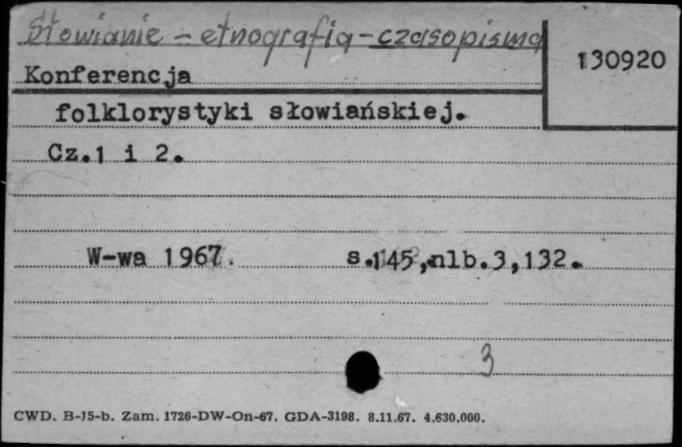 Słowianie - etnografia - czasopisma
130920
Konferencja
folklorystyki słowiańskiej.
Cz.1 i 2.
W-wa 1967.
s.145,nlb.3,132.
3
CWD. B-15-b. Zam. 1726-DW-On-67. GDA-3198. 8.11.67. 4.630.000.